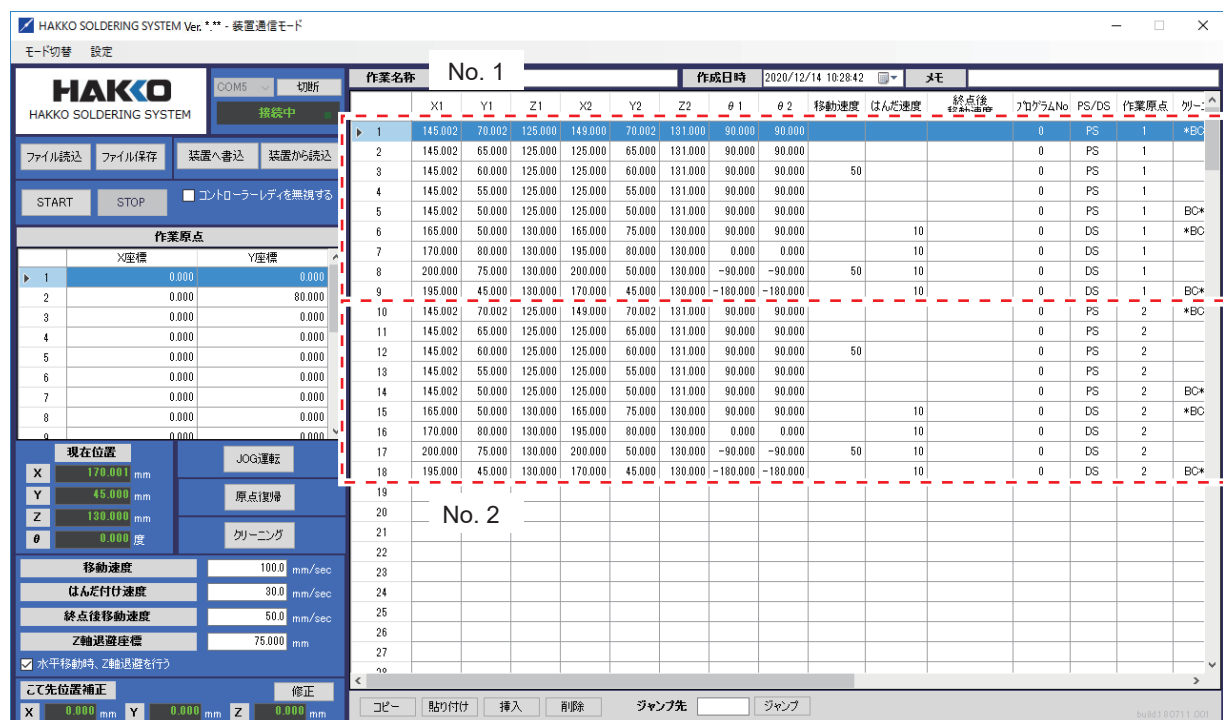 HAKKO SOLDERING SYSTEM Ver. *.** - 装置通信モード
モード切替 設定
HAKKO
HAKKO SOLDERING SYSTEM
COM5 切断
接続中
ファイル読込 ファイル保存 装置へ書込 装置から読込
START STOP コントローラーレディを無視する
作業原点
X座標 Y座標
1 0.000 0.000
2 0.000 80.000
3 0.000 0.000
4 0.000 0.000
5 0.000 0.000
6 0.000 0.000
7 0.000 0.000
8 0.000 0.000
9 0.000 0.000
現在位置
X 170.001 mm
Y 45.000 mm
Z 130.000 mm
θ 0.000 度
JOG運転
原点復帰
クリーニング
移動速度 100.0 mm/sec
はんだ付け速度 30.0 mm/sec
終点後移動速度 50.0 mm/sec
Z軸退避座標 75.000 mm
水平移動時、Z軸退避を行う
こて先位置補正 修正
X 0.000 mm Y 0.000 mm Z 0.000 mm
作業名称 No. 1 作成日時 2020/12/14 10:28:42 メモ
X1 Y1 Z1 X2 Y2 Z2 θ1 θ2 移動速度 はんだ速度 終点後移動速度 プログラムNo PS/DS 作業原点 クリーニ
1 145.002 70.002 125.000 149.000 70.002 131.000 90.000 90.000 0 PS 1 *BC
2 145.002 65.000 125.000 125.000 65.000 131.000 90.000 90.000 0 PS 1
3 145.002 60.000 125.000 125.000 60.000 131.000 90.000 90.000 50 0 PS 1
4 145.002 55.000 125.000 125.000 55.000 131.000 90.000 90.000 0 PS 1
5 145.002 50.000 125.000 125.000 50.000 131.000 90.000 90.000 0 PS 1 BC*
6 165.000 50.000 130.000 165.000 75.000 130.000 90.000 90.000 10 0 DS 1 *BC
7 170.000 80.000 130.000 195.000 80.000 130.000 0.000 0.000 10 0 DS 1
8 200.000 75.000 130.000 200.000 50.000 130.000 -90.000 -90.000 50 10 0 DS 1
9 195.000 45.000 130.000 170.000 45.000 130.000 -180.000 -180.000 10 0 DS 1 BC*
10 145.002 70.002 125.000 149.000 70.002 131.000 90.000 90.000 0 PS 2 *BC
11 145.002 65.000 125.000 125.000 65.000 131.000 90.000 90.000 0 PS 2
12 145.002 60.000 125.000 125.000 60.000 131.000 90.000 90.000 50 0 PS 2
13 145.002 55.000 125.000 125.000 55.000 131.000 90.000 90.000 0 PS 2
14 145.002 50.000 125.000 125.000 50.000 131.000 90.000 90.000 0 PS 2 BC*
15 165.000 50.000 130.000 165.000 75.000 130.000 90.000 90.000 10 0 DS 2 *BC
16 170.000 80.000 130.000 195.000 80.000 130.000 0.000 0.000 10 0 DS 2
17 200.000 75.000 130.000 200.000 50.000 130.000 -90.000 -90.000 50 10 0 DS 2
18 195.000 45.000 130.000 170.000 45.000 130.000 -180.000 -180.000 10 0 DS 2 BC*
19
20
No. 2
21
22
23
24
25
26
27
28
コピー 貼り付け 挿入 削除 ジャンプ先 ジャンプ
build:180711.001